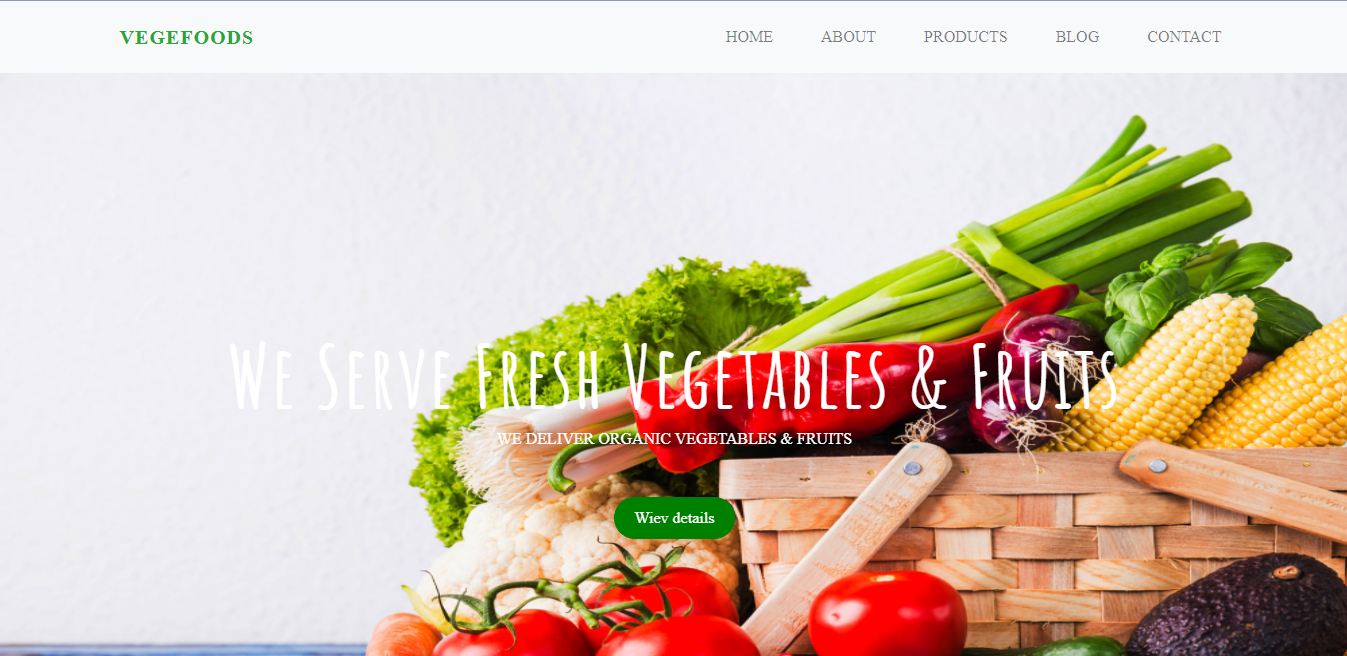 VEGEFOODS
HOME ABOUT PRODUCTS BLOG CONTACT
We Serve Fresh Vegetables & Fruits
WE DELIVER ORGANIC VEGETABLES & FRUITS
Wiev details